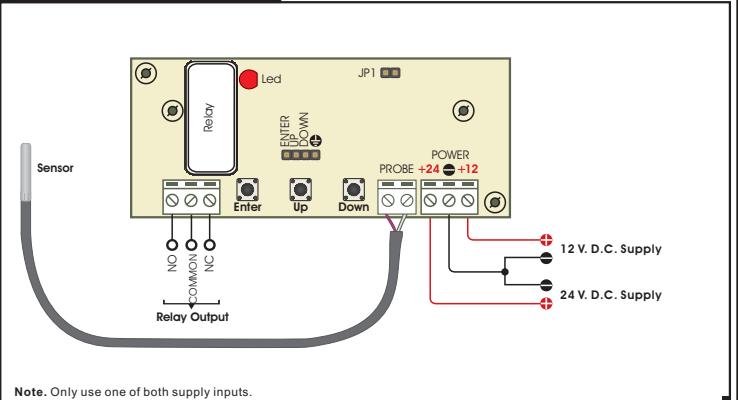 Led
JP1
Relay
ENTER
UP
DOWN
POWER
PROBE +24 +12
Sensor
Enter Up Down
NO
COMMON
NC
12 V. D.C. Supply
24 V. D.C. Supply
Relay Output
Note. Only use one of both supply inputs.